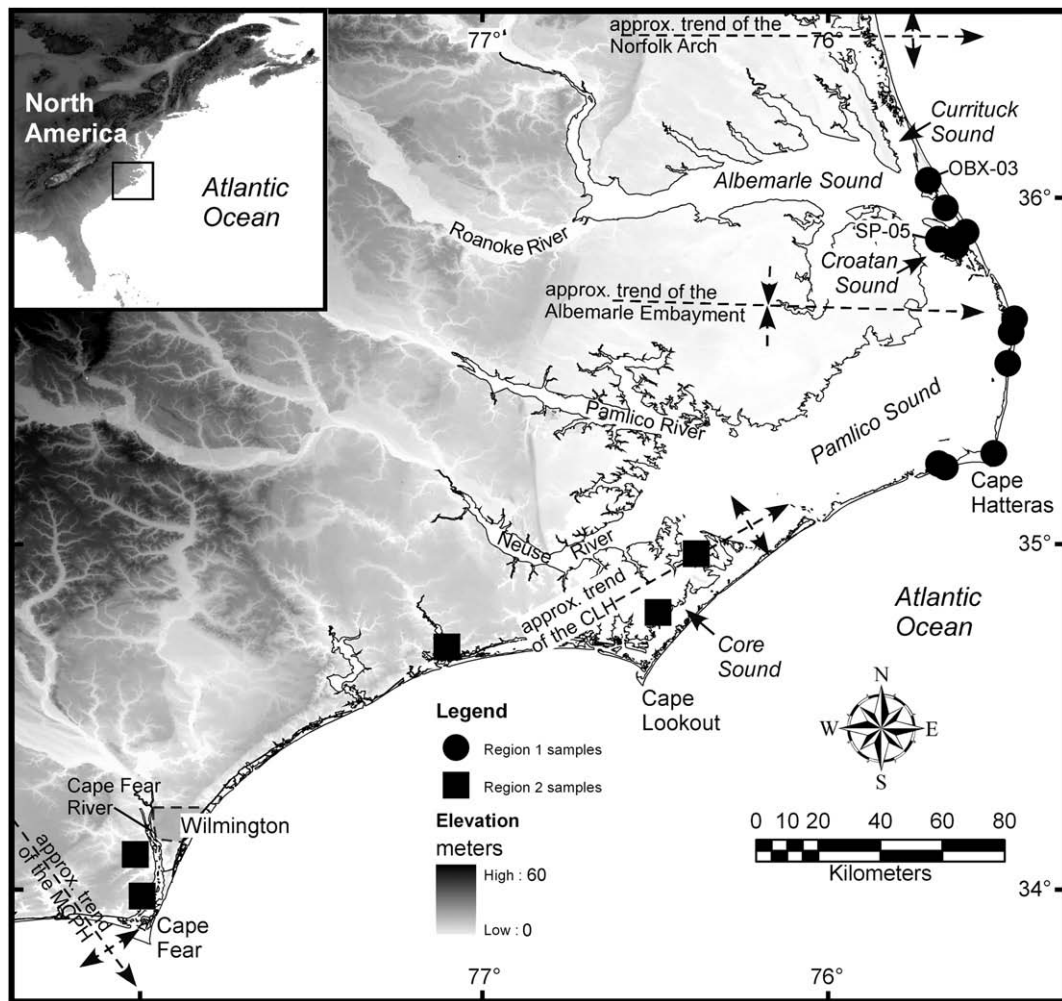 North
America
Atlantic
Ocean
77°
76°
approx. trend of the
Norfolk Arch
Currituck
Sound
OBX-03
Albemarle Sound
36°
Roanoke River
SP-05
Croatan
Sound
approx. trend of the
Albemarle Embayment
Pamlico River
Pamlico Sound
Cape
Hatteras
Neuse
River
35°
approx. trend
of the CLH
Atlantic
Ocean
Core
Sound
Cape
Lookout
N
W
E
S
Legend
Region 1 samples
Region 2 samples
Cape Fear
River
Wilmington
Elevation
meters
High : 60
Low : 0
0 10 20 40 60 80
Kilometers
approx. trend
of the MCPH
34°
Cape
Fear
77°
76°